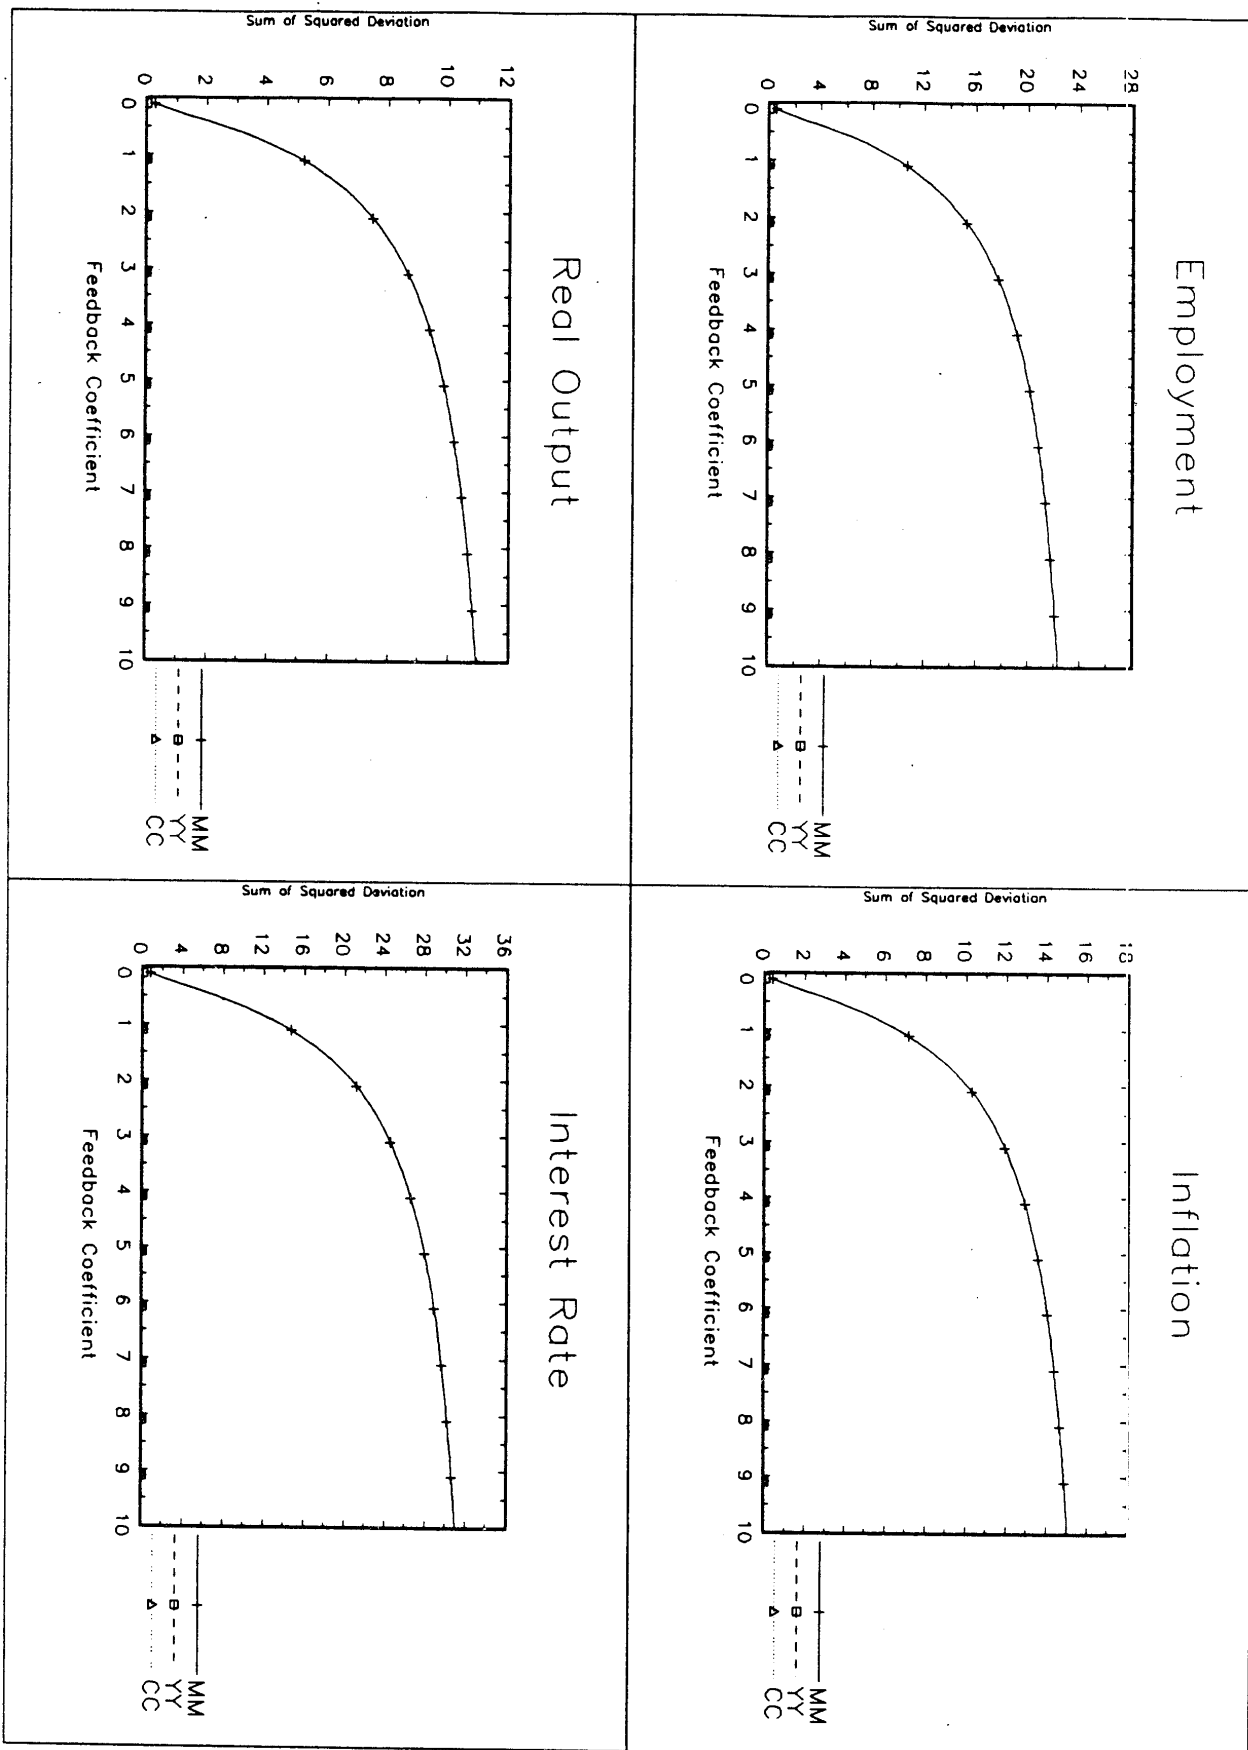 Employment
Sum of Squared Deviation
28
24
20
16
12
8
4
0
0 1 2 3 4 5 6 7 8 9 10
Feedback Coefficient
MM
YY
CC
Inflation
Sum of Squared Deviation
18
14
12
10
8
6
4
2
0
0 1 2 3 4 5 6 7 8 9 10
Feedback Coefficient
MM
YY
CC
Real Output
Sum of Squared Deviation
12
10
8
6
4
2
0
0 1 2 3 4 5 6 7 8 9 10
Feedback Coefficient
MM
YY
CC
Interest Rate
Sum of Squared Deviation
36
32
28
24
21
16
12
8
4
0
0 1 2 3 4 5 6 7 8 9 10
Feedback Coefficient
MM
YY
CC